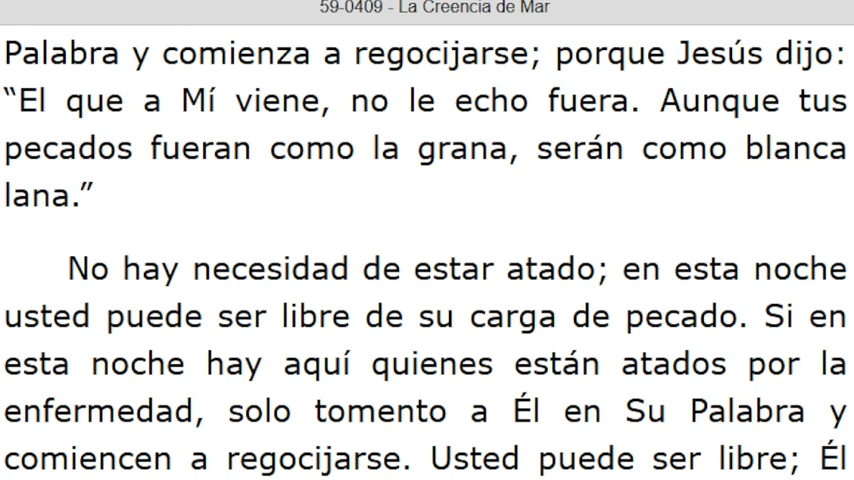 59-0409 - La Creencia de Mar
Palabra y comienza a regocijarse; porque Jesús dijo:
“El que a Mí viene, no le echo fuera. Aunque tus
pecados fueran como la grana, serán como blanca
lana.”
No hay necesidad de estar atado; en esta noche
usted puede ser libre de su carga de pecado. Si en
esta noche hay aquí quienes están atados por la
enfermedad, solo tomento a Él en Su Palabra y
comiencen a regocijarse. Usted puede ser libre; Él